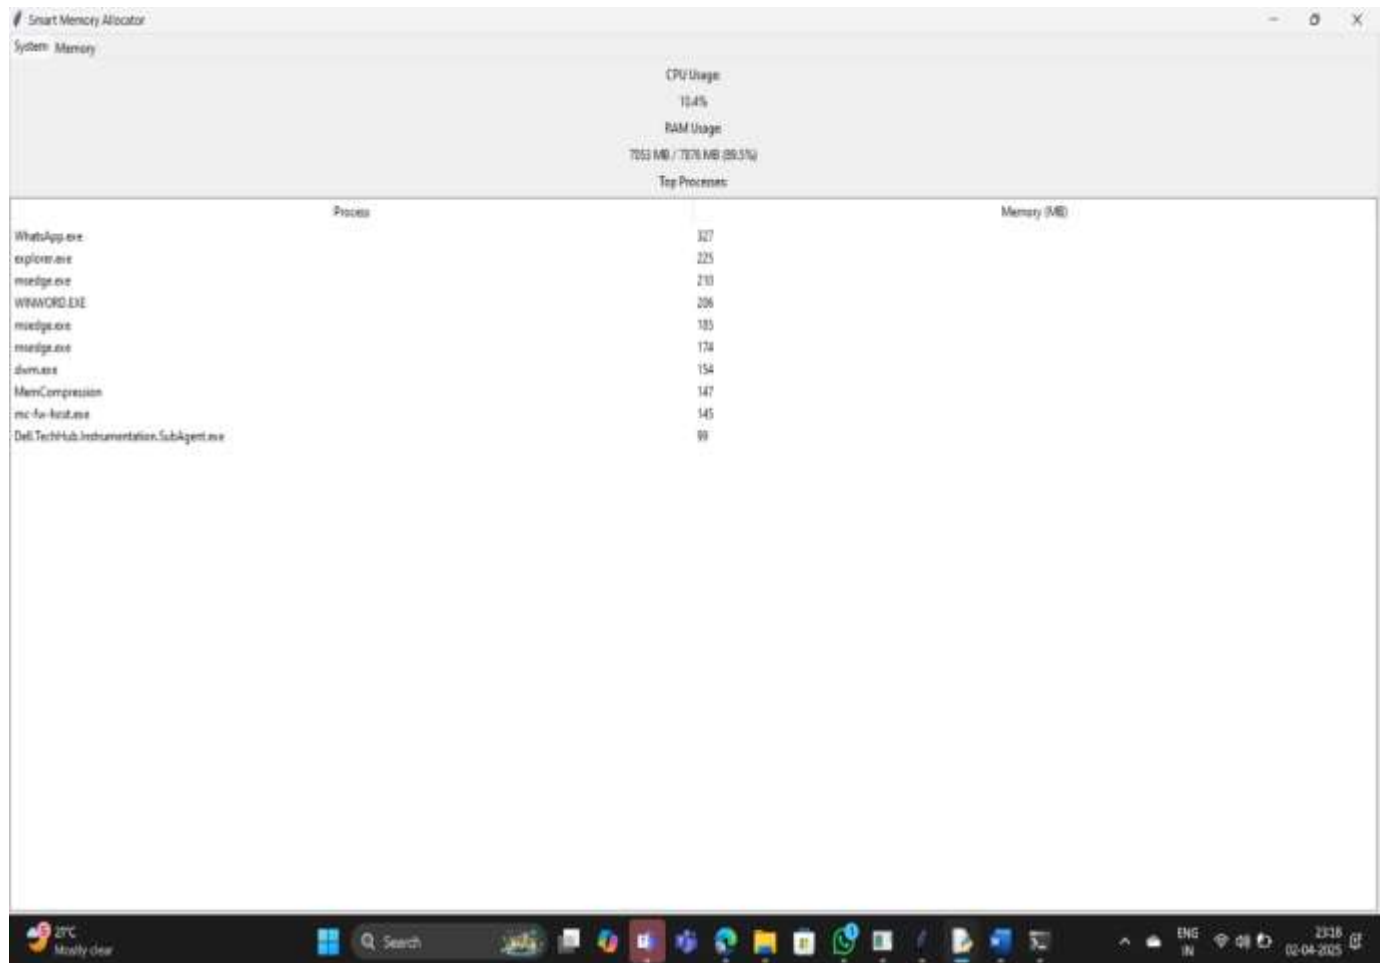 Smart Memory Allocator
System Memory
CPU Usage:
10.4%
RAM Usage:
7053 MB / 7876 MB (89.5%)
Top Processes:
Process Memory (MB)
WhatsApp.exe 327
explorer.exe 225
msedge.exe 210
WINWORD.EXE 206
msedge.exe 185
msedge.exe 174
dwm.exe 154
MemCompression 147
mc-fw-host.exe 145
Dell.TechHub.Instrumentation.SubAgent.exe 99
Mostly clear
Search
ENG
IN
23:18
02-04-2025